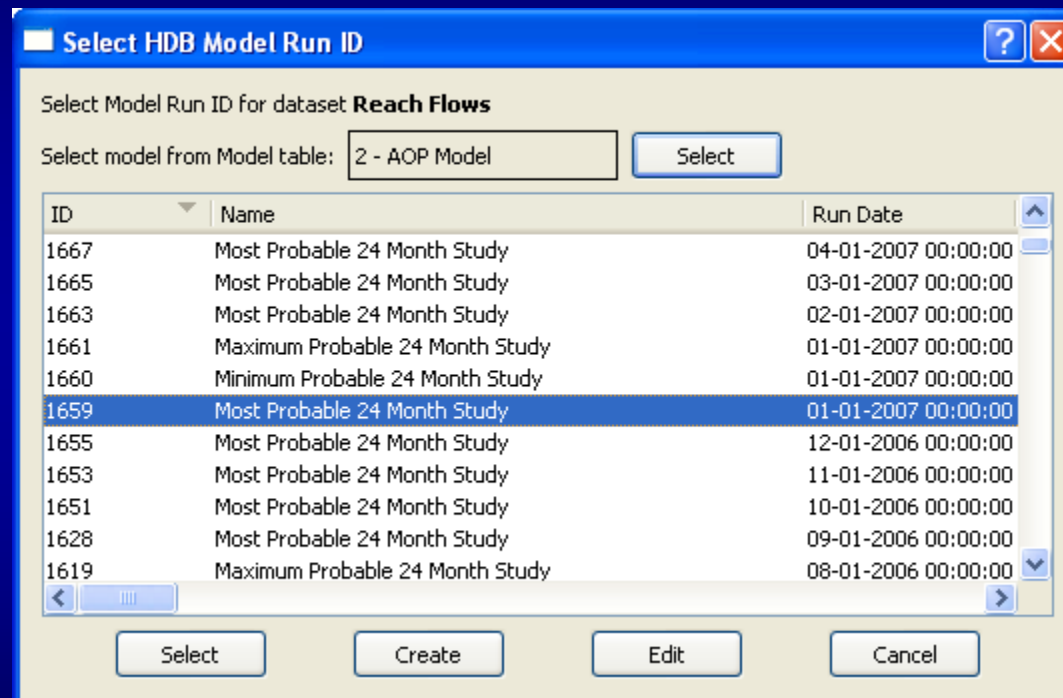 Select HDB Model Run ID
Select Model Run ID for dataset Reach Flows
Select model from Model table: 2 - AOP Model Select
ID Name Run Date
1667 Most Probable 24 Month Study 04-01-2007 00:00:00
1665 Most Probable 24 Month Study 03-01-2007 00:00:00
1663 Most Probable 24 Month Study 02-01-2007 00:00:00
1661 Maximum Probable 24 Month Study 01-01-2007 00:00:00
1660 Minimum Probable 24 Month Study 01-01-2007 00:00:00
1659 Most Probable 24 Month Study 01-01-2007 00:00:00
1655 Most Probable 24 Month Study 12-01-2006 00:00:00
1653 Most Probable 24 Month Study 11-01-2006 00:00:00
1651 Most Probable 24 Month Study 10-01-2006 00:00:00
1628 Most Probable 24 Month Study 09-01-2006 00:00:00
1619 Maximum Probable 24 Month Study 08-01-2006 00:00:00
Select Create Edit Cancel